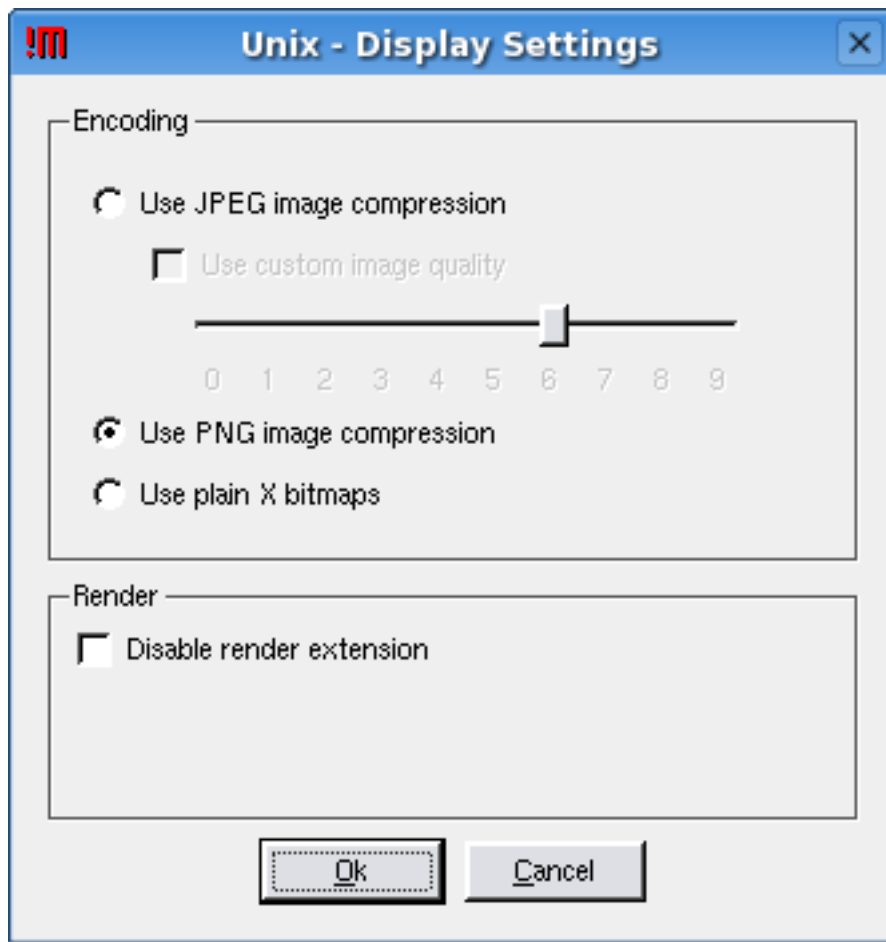 !M
Unix - Display Settings
Encoding
Use JPEG image compression
Use custom image quality
0 1 2 3 4 5 6 7 8 9
Use PNG image compression
Use plain X bitmaps
Render
Disable render extension
Ok
Cancel